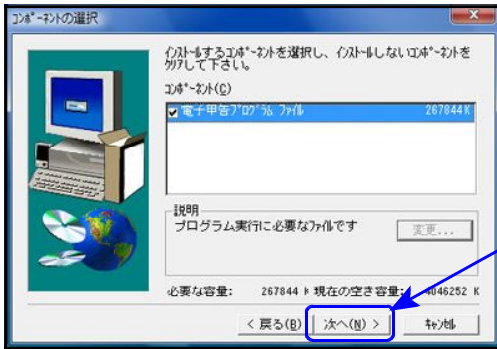 コンポーネントの選択
インストールするコンポーネントを選択し、インストールしないコンポーネントを
クリアして下さい。
コンポーネント(C)
電子申告プログラム ファイル 267844 K
説明
プログラム実行に必要なファイルです
変更...
必要な容量: 267844 K 現在の空き容量: 4046252 K
< 戻る(B) 次へ(N) > キャンセル